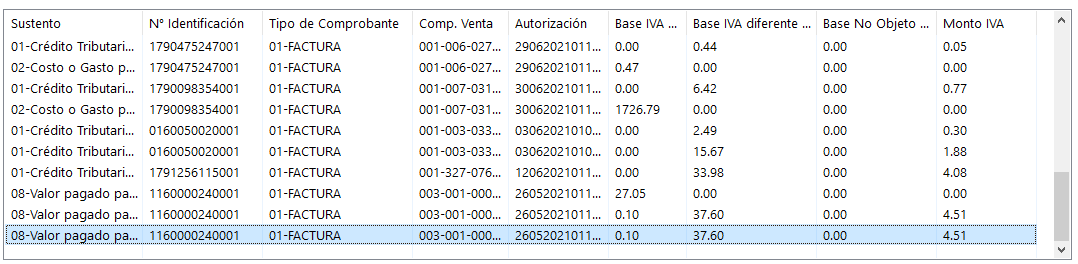 Sustento N° Identificación Tipo de Comprobante Comp. Venta Autorización Base IVA ... Base IVA diferente ... Base No Objeto ... Monto IVA
01-Crédito Tributari... 1790475247001 01-FACTURA 001-006-027... 29062021011... 0.00 0.44 0.00 0.05
02-Costo o Gasto p... 1790475247001 01-FACTURA 001-006-027... 29062021011... 0.47 0.00 0.00 0.00
01-Crédito Tributari... 1790098354001 01-FACTURA 001-007-031... 30062021011... 0.00 6.42 0.00 0.77
02-Costo o Gasto p... 1790098354001 01-FACTURA 001-007-031... 30062021011... 1726.79 0.00 0.00 0.00
01-Crédito Tributari... 0160050020001 01-FACTURA 001-003-033... 03062021010... 0.00 2.49 0.00 0.30
01-Crédito Tributari... 0160050020001 01-FACTURA 001-003-033... 03062021010... 0.00 15.67 0.00 1.88
01-Crédito Tributari... 1791256115001 01-FACTURA 001-327-076... 12062021011... 0.00 33.98 0.00 4.08
08-Valor pagado pa... 1160000240001 01-FACTURA 003-001-000... 26052021011... 27.05 0.00 0.00 0.00
08-Valor pagado pa... 1160000240001 01-FACTURA 003-001-000... 26052021011... 0.10 37.60 0.00 4.51
08-Valor pagado pa... 1160000240001 01-FACTURA 003-001-000... 26052021011... 0.10 37.60 0.00 4.51